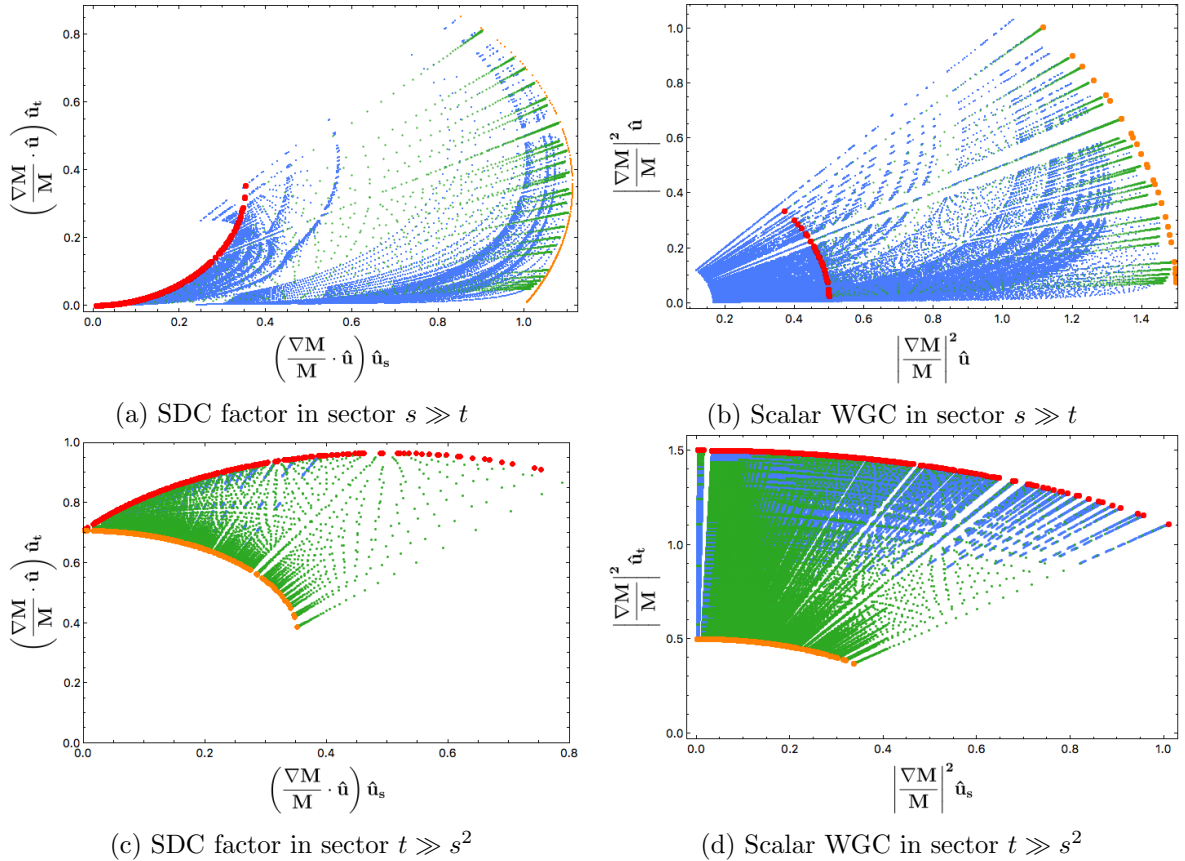 0.8
0.6
0.4
0.2
0.0
0.0 0.2 0.4 0.6 0.8 1.0
(∇M/M · û) û_t
(∇M/M · û) û_s
(a) SDC factor in sector s ≫ t
1.0
0.8
0.6
0.4
0.2
0.0
0.2 0.4 0.6 0.8 1.0 1.2 1.4
|∇M/M|² û
|∇M/M|² û
(b) Scalar WGC in sector s ≫ t
1.0
0.8
0.6
0.4
0.2
0.0
0.0 0.2 0.4 0.6 0.8
(∇M/M · û) û_t
(∇M/M · û) û_s
(c) SDC factor in sector t ≫ s²
1.5
1.0
0.5
0.0
0.0 0.2 0.4 0.6 0.8 1.0
|∇M/M|² û_t
|∇M/M|² û_s
(d) Scalar WGC in sector t ≫ s²